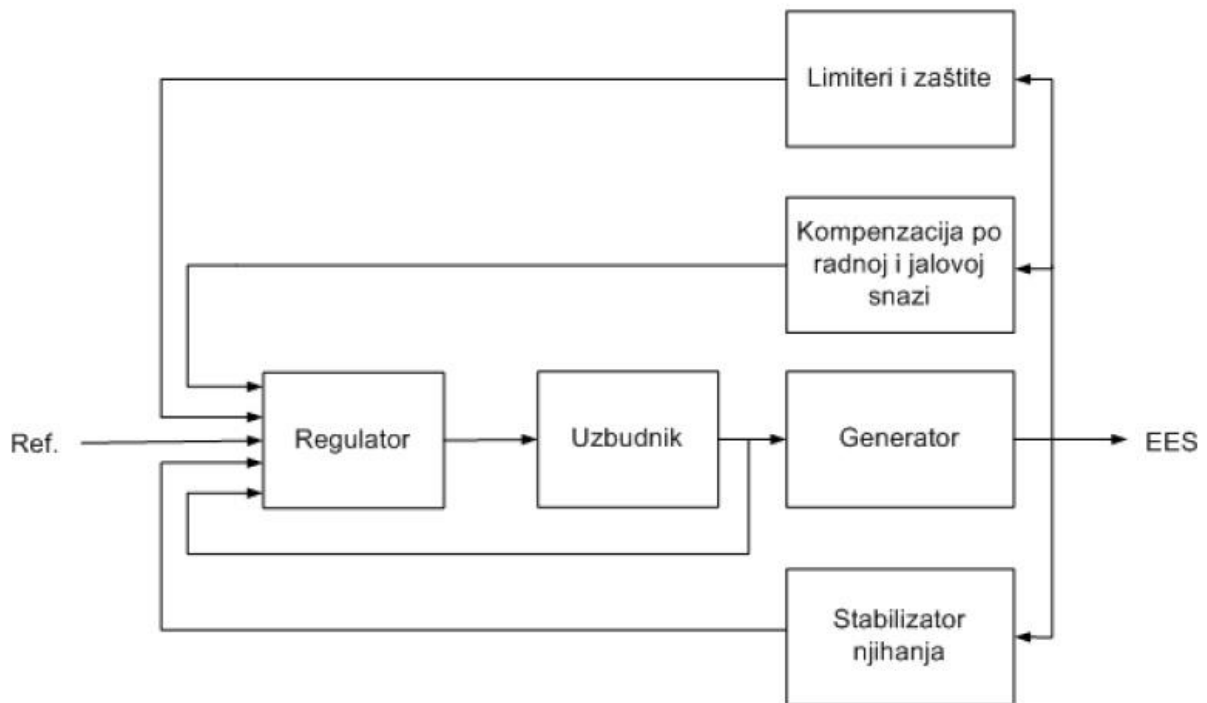 Limiteri i zaštite
Kompenzacija po
radnoj i jalovoj
snazi
Ref.
Regulator
Uzbudnik
Generator
EES
Stabilizator
njihanja